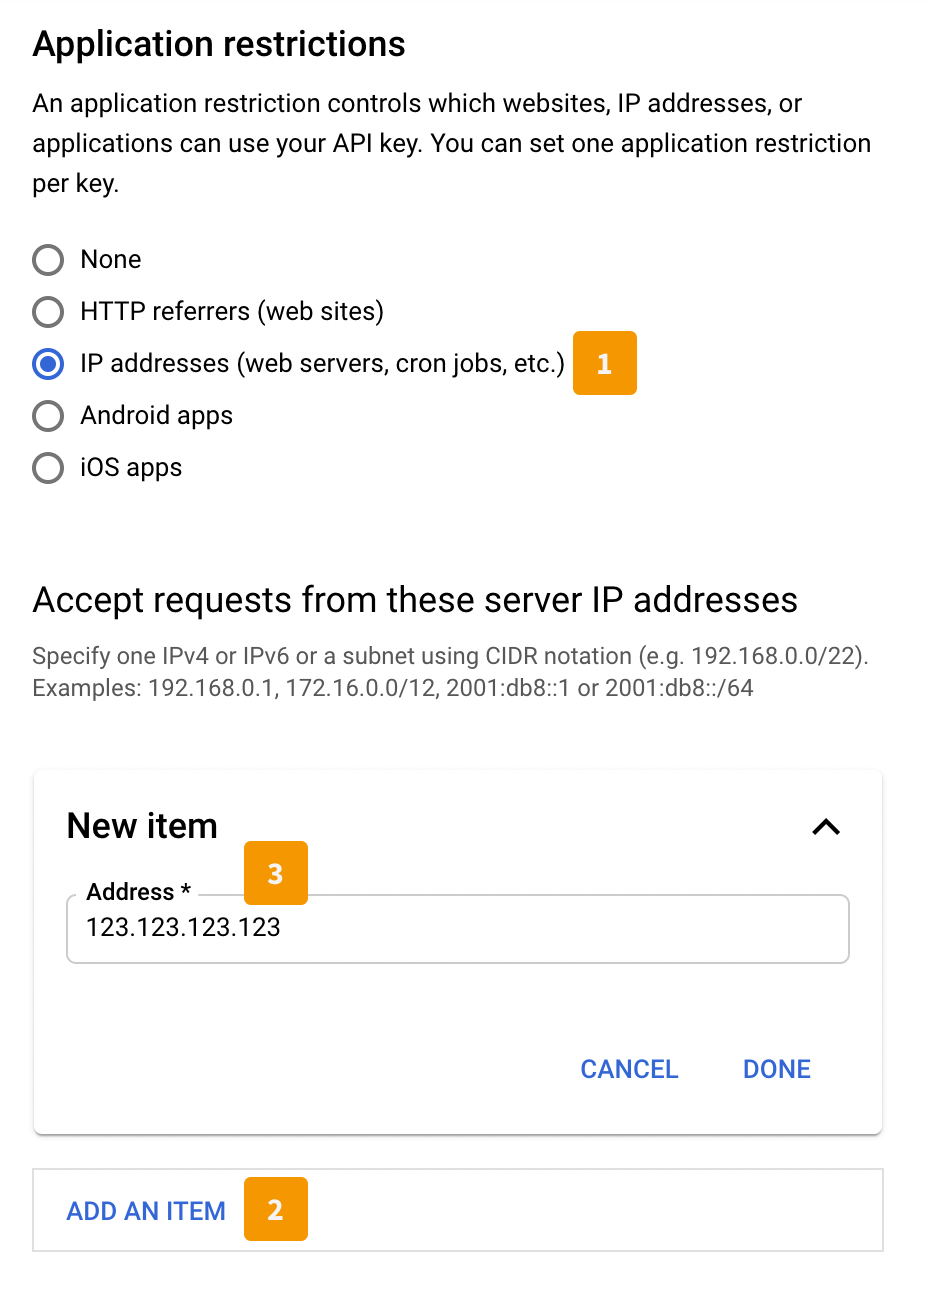 Application restrictions
An application restriction controls which websites, IP addresses, or
applications can use your API key. You can set one application restriction
per key.
None
HTTP referrers (web sites)
IP addresses (web servers, cron jobs, etc.) 1
Android apps
iOS apps
Accept requests from these server IP addresses
Specify one IPv4 or IPv6 or a subnet using CIDR notation (e.g. 192.168.0.0/22).
Examples: 192.168.0.1, 172.16.0.0/12, 2001:db8::1 or 2001:db8::/64
New item
Address * 3
123.123.123.123
CANCEL DONE
ADD AN ITEM 2